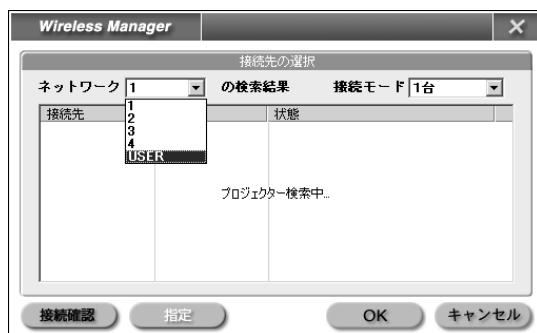 Wireless Manager
接続先の選択
ネットワーク 1 の検索結果 接続モード 1台
接続先 状態
1
2
3
4
USER
プロジェクター検索中...
接続確認 指定 OK キャンセル